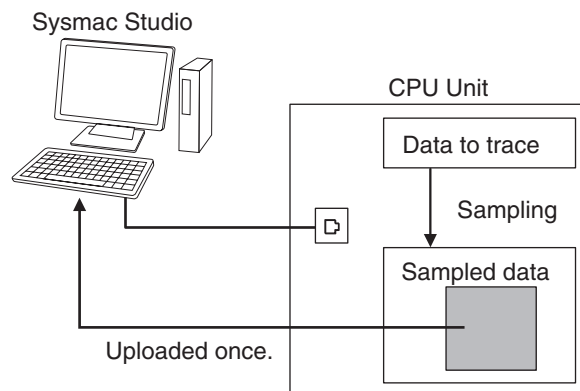 Sysmac Studio
CPU Unit
Data to trace
Sampling
Sampled data
Uploaded once.